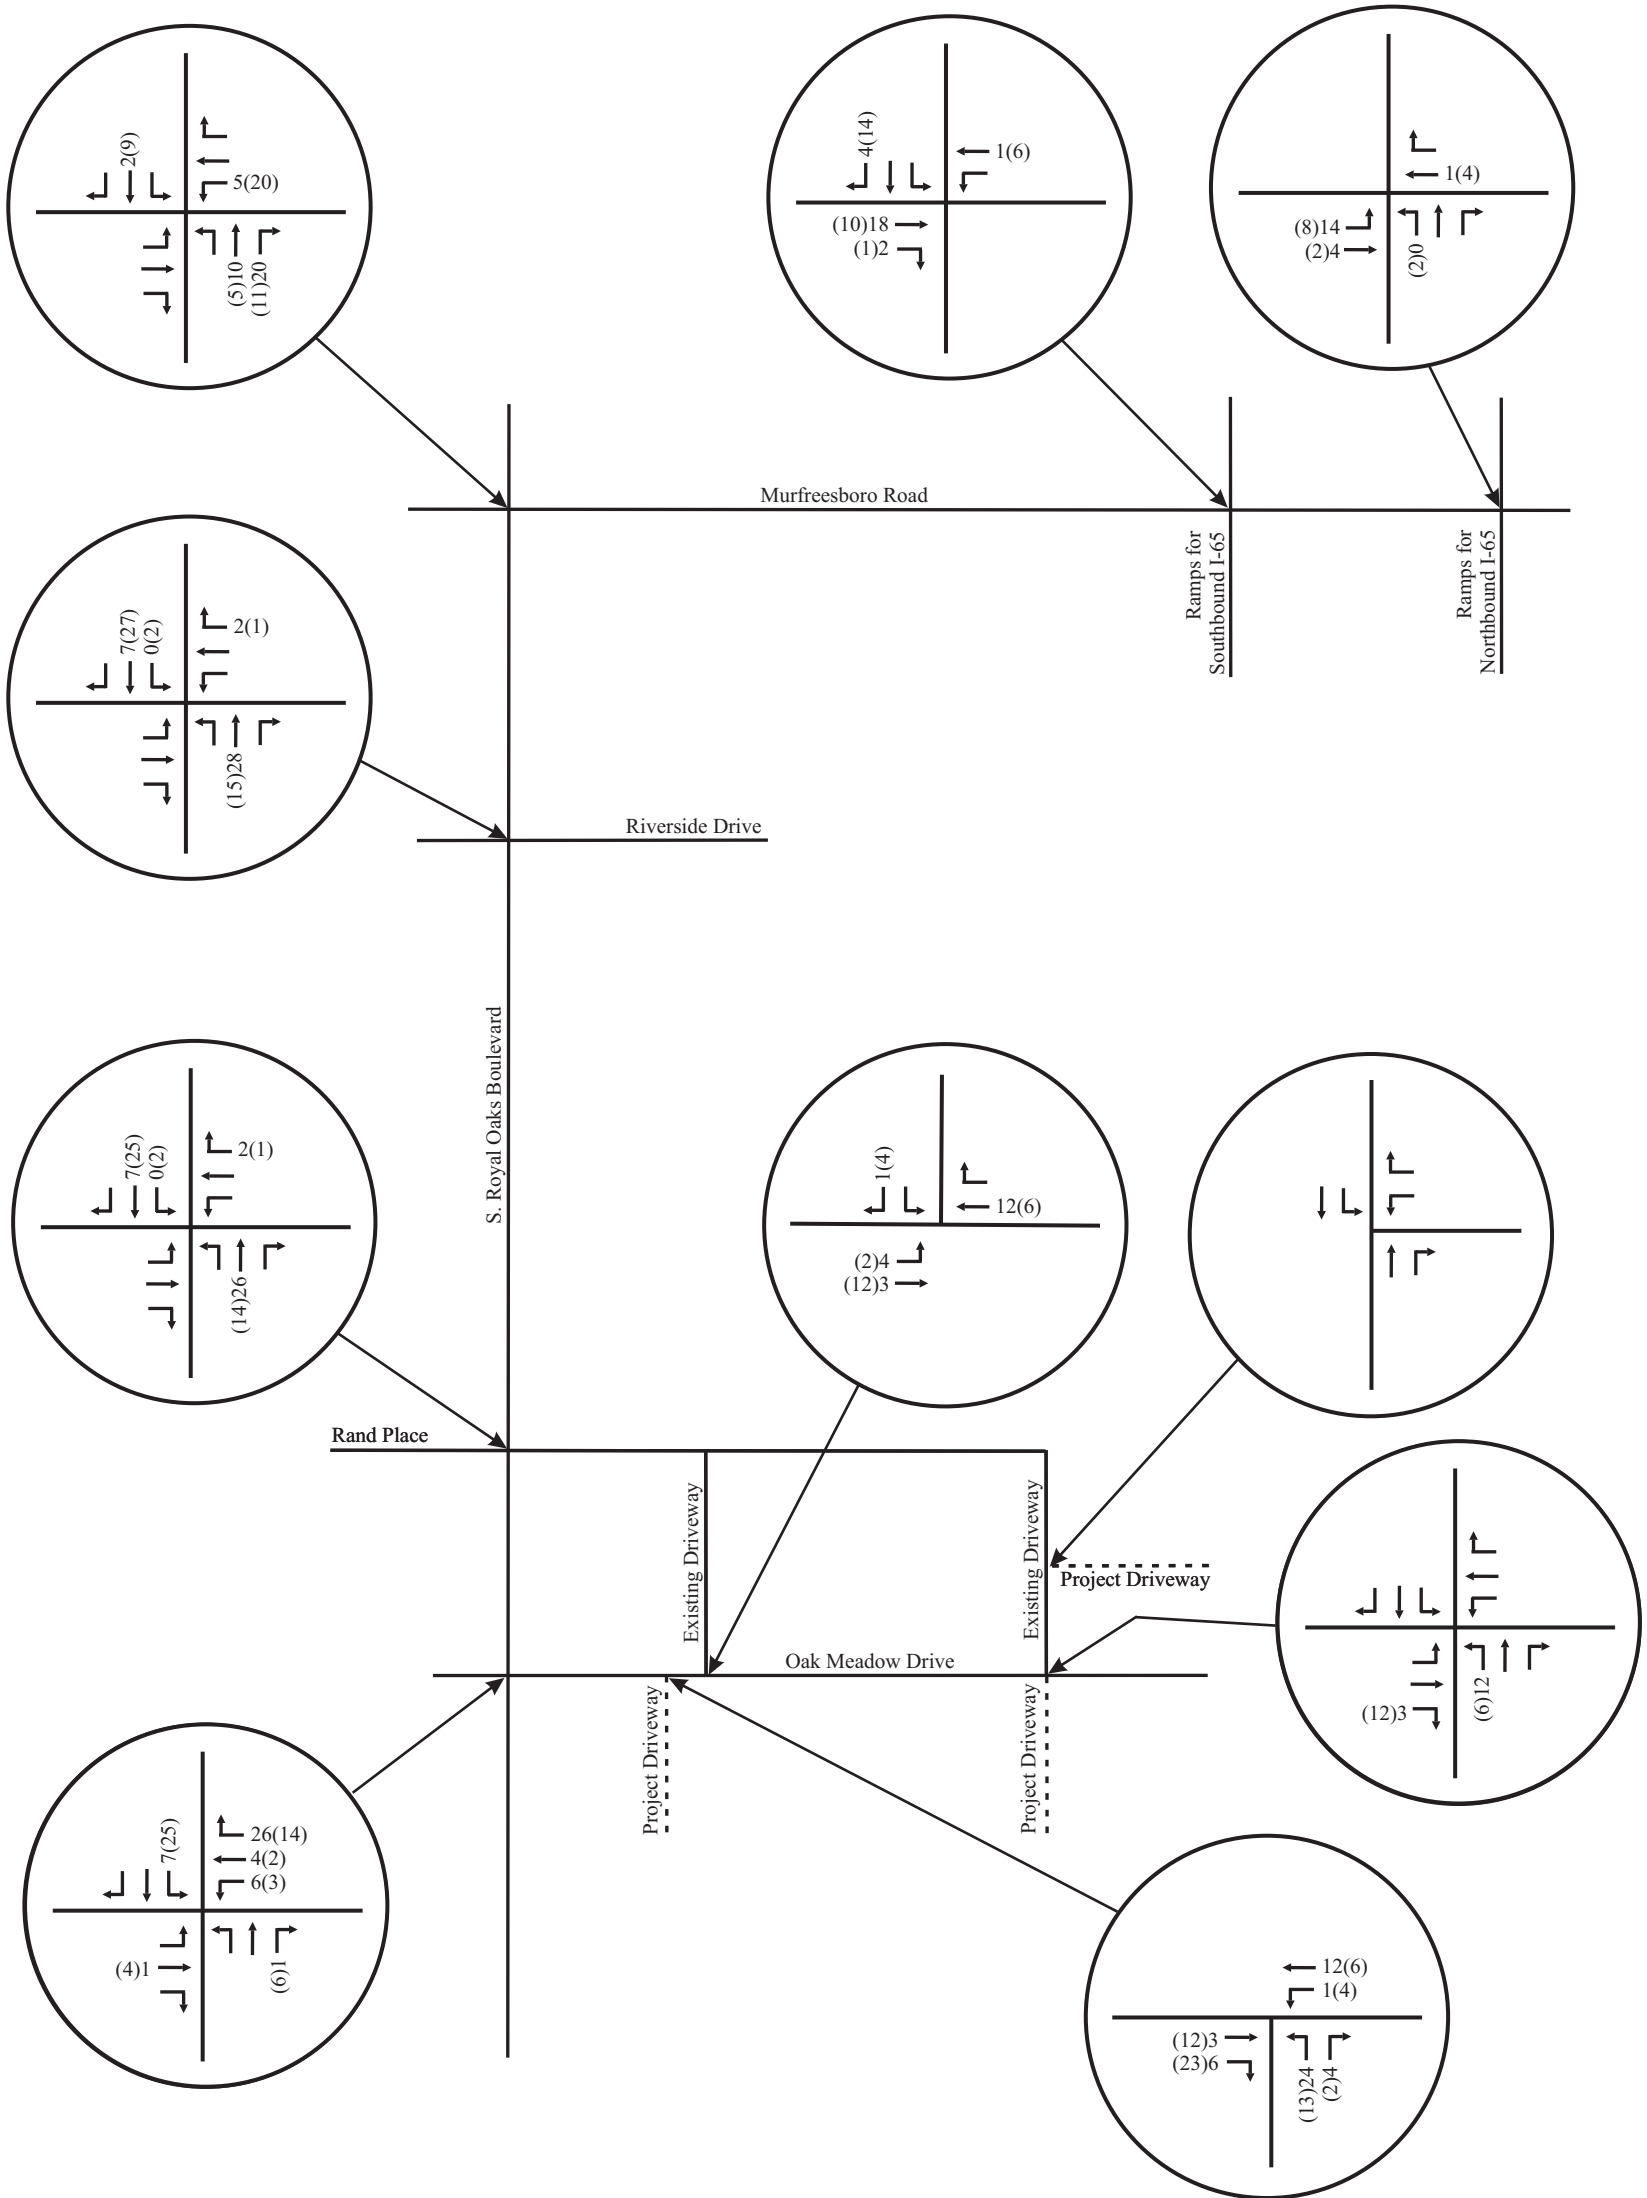 2(9)
5(20)
(5)10
(11)20
4(14)
1(6)
(10)18
(1)2
1(4)
(8)14
(2)4
(2)0
Murfreesboro Road
Ramps for
Southbound I-65
Ramps for
Northbound I-65
7(27)
0(2)
2(1)
(15)28
Riverside Drive
S. Royal Oaks Boulevard
7(25)
0(2)
2(1)
(14)26
1(4)
12(6)
(2)4
(12)3
Rand Place
Existing Driveway
Existing Driveway
Project Driveway
Oak Meadow Drive
(12)3
(6)12
Project Driveway
Project Driveway
7(25)
26(14)
4(2)
6(3)
(4)1
(6)1
12(6)
1(4)
(12)3
(23)6
(13)24
(2)4